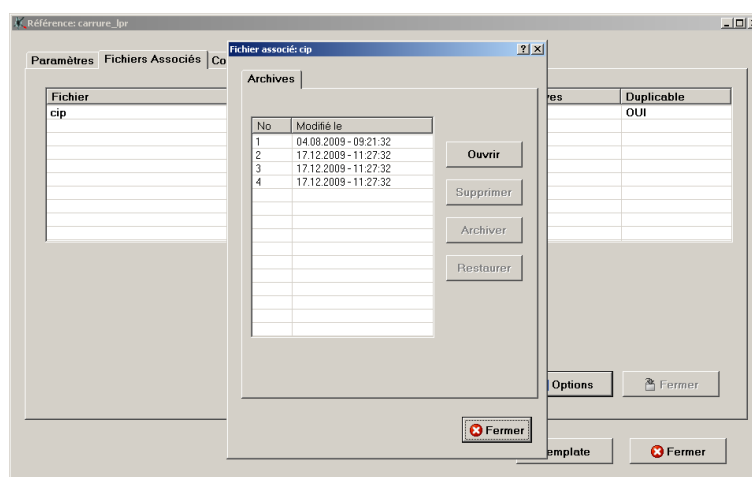 Référence: carrure_lpr
Paramètres Fichiers Associés Co
Fichier ves Duplicable
cip OUI
Fichier associé: cip
Archives
No Modifié le
1 04.08.2009 - 09:21:32
2 17.12.2009 - 11:27:32
3 17.12.2009 - 11:27:32
4 17.12.2009 - 11:27:32
Ouvrir
Supprimer
Archiver
Restaurer
Fermer
Options Fermer
emplate Fermer